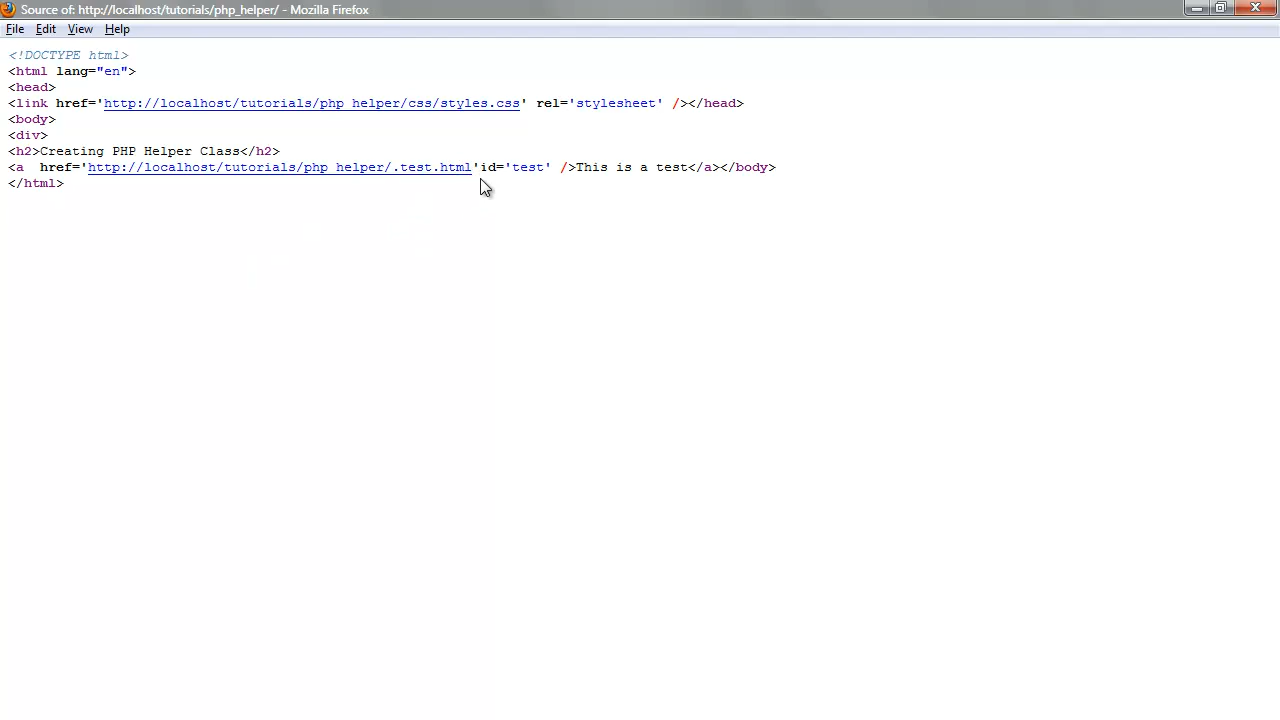 Source of: http://localhost/tutorials/php_helper/ - Mozilla Firefox
File Edit View Help
<!DOCTYPE html>
<html lang="en">
<head>
<link href='http://localhost/tutorials/php_helper/css/styles.css' rel='stylesheet' /></head>
<body>
<div>
<h2>Creating PHP Helper Class</h2>
<a  href='http://localhost/tutorials/php_helper/.test.html'id='test' />This is a test</a></body>
</html>